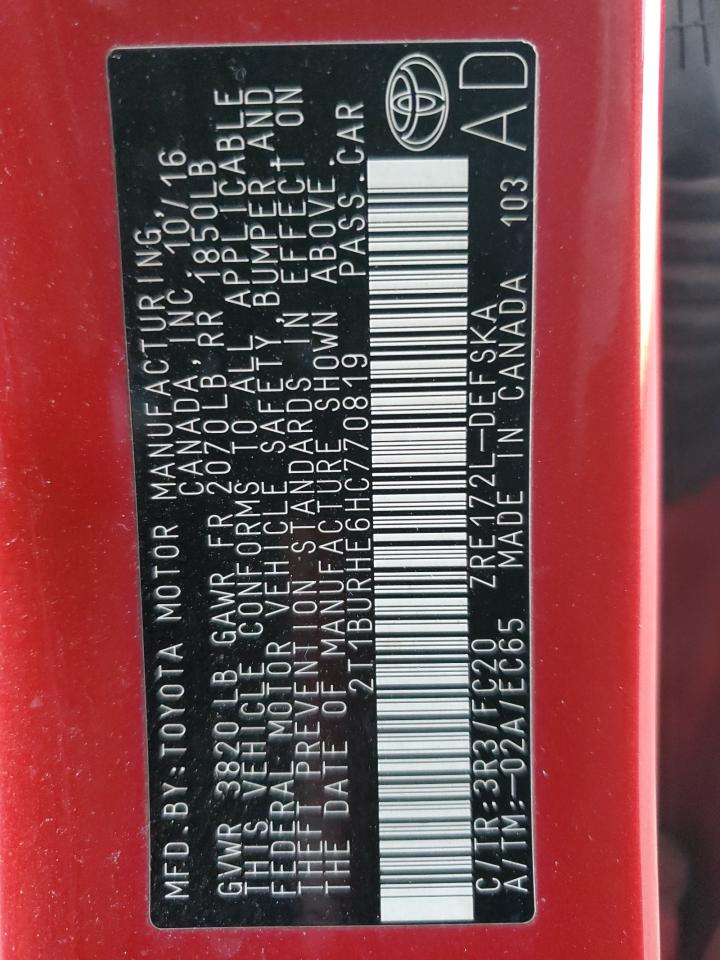 MFD.BY:TOYOTA MOTOR MANUFACTURING,
CANADA, INC 10/16
GVWR 3820 LB GAWR FR 2070LB, RR 1850LB
THIS VEHICLE CONFORMS TO ALL APPLICABLE
FEDERAL MOTOR VEHICLE SAFETY, BUMPER AND
THEFT PREVENTION STANDARDS IN EFFECT ON
THE DATE OF MANUFACTURE SHOWN ABOVE.
2T1BURHE6HC770819 PASS.CAR
C/TR:3R3/FC20 ZRE172L-DEFSKA
A/TM:-02A/EC65 MADE IN CANADA 103
AD